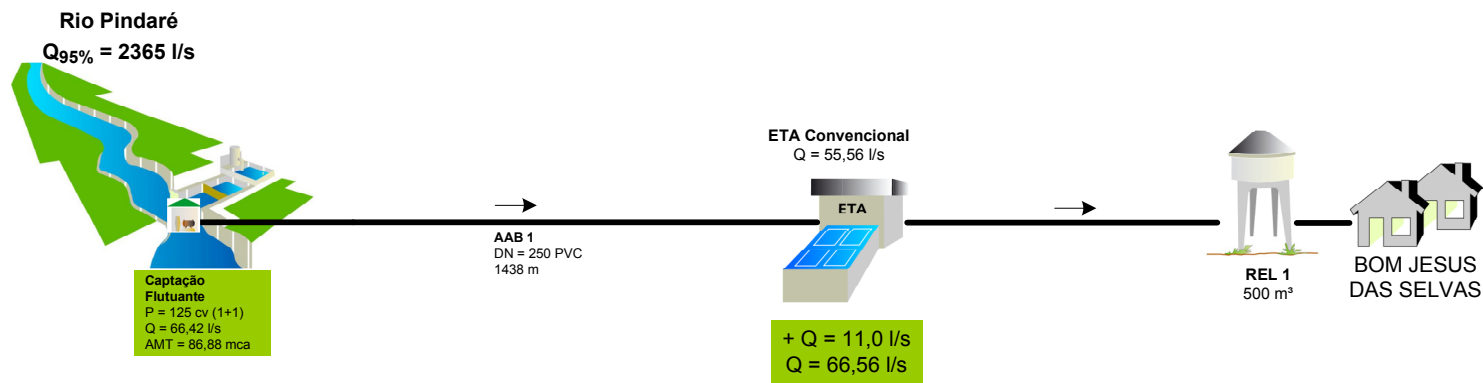 Rio Pindaré
Q95% = 2365 l/s
ETA Convencional
Q = 55,56 l/s
ETA
AAB 1
DN = 250 PVC
1438 m
Captação
Flutuante
P = 125 cv (1+1)
Q = 66,42 l/s
AMT = 86,88 mca
+ Q = 11,0 l/s
Q = 66,56 l/s
REL 1
500 m³
BOM JESUS
DAS SELVAS